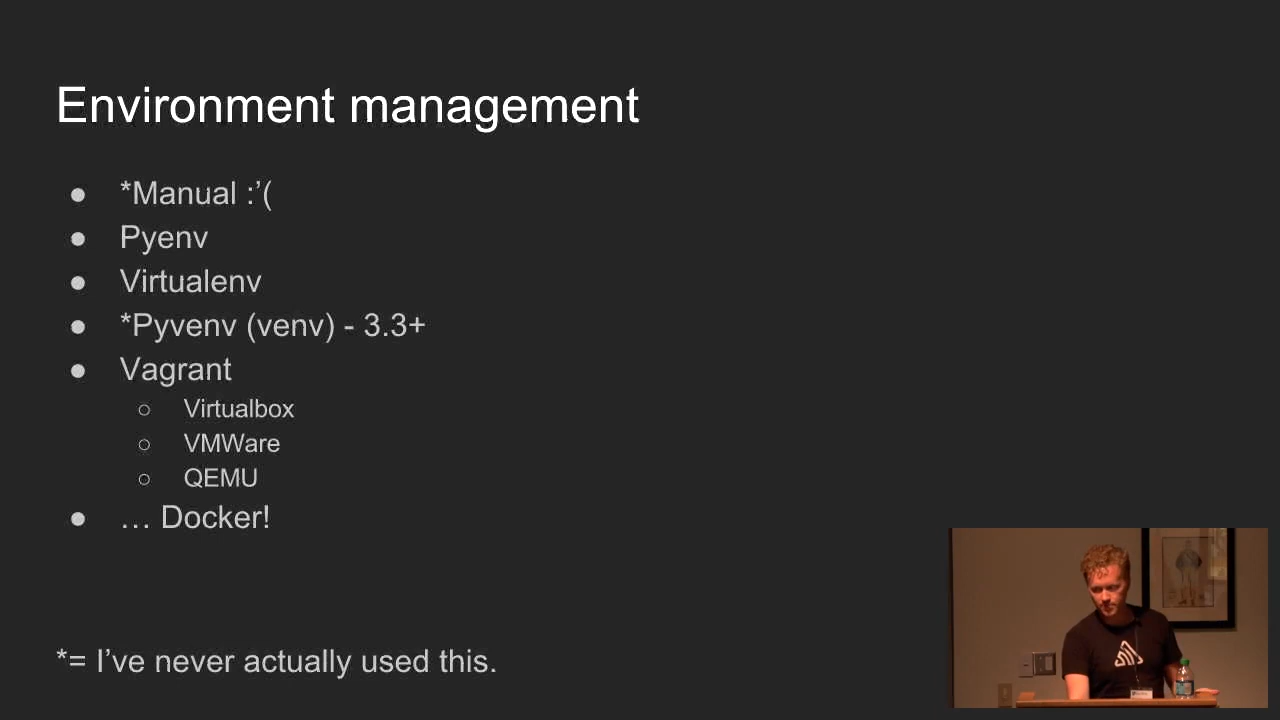 Environment management
● *Manual :’(
● Pyenv
● Virtualenv
● *Pyvenv (venv) - 3.3+
● Vagrant
○ Virtualbox
○ VMWare
○ QEMU
● … Docker!
*= I’ve never actually used this.